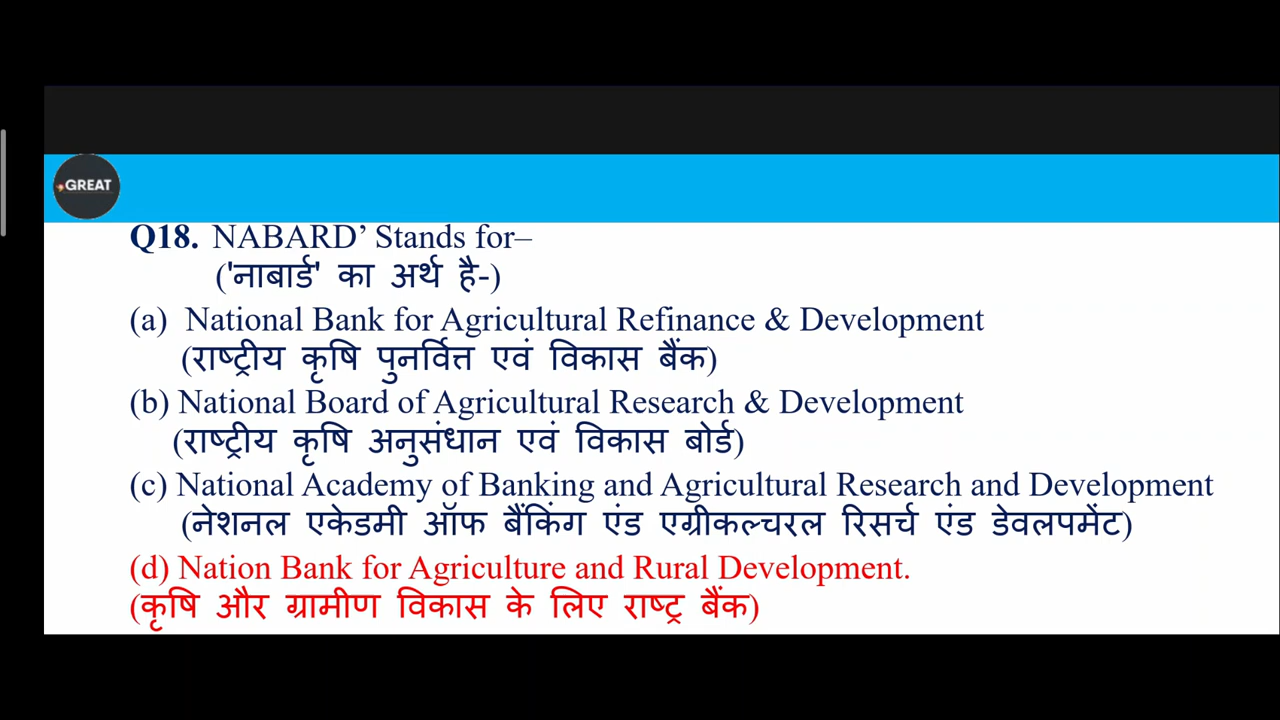 GREAT
Q18. NABARD’ Stands for–
('नाबार्ड' का अर्थ है-)
(a) National Bank for Agricultural Refinance & Development
(राष्ट्रीय कृषि पुनर्वित्त एवं विकास बैंक)
(b) National Board of Agricultural Research & Development
(राष्ट्रीय कृषि अनुसंधान एवं विकास बोर्ड)
(c) National Academy of Banking and Agricultural Research and Development
(नेशनल एकेडमी ऑफ बैंकिंग एंड एग्रीकल्चरल रिसर्च एंड डेवलपमेंट)
(d) Nation Bank for Agriculture and Rural Development.
(कृषि और ग्रामीण विकास के लिए राष्ट्र बैंक)